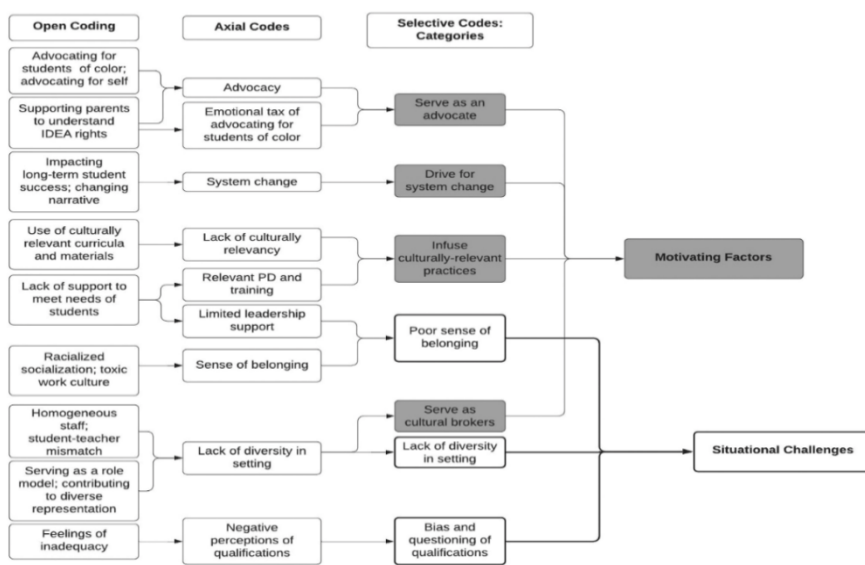 Open Coding
Axial Codes
Selective Codes:
Categories
Advocating for
students of color;
advocating for self
Supporting parents
to understand
IDEA rights
Impacting
long-term student
success; changing
narrative
Use of culturally
relevant curricula
and materials
Lack of support to
meet needs of
students
Racialized
socialization; toxic
work culture
Homogeneous
staff;
student-teacher
mismatch
Serving as a role
model; contributing
to diverse
representation
Feelings of
inadequacy
Advocacy
Emotional tax of
advocating for
students of color
System change
Lack of culturally
relevancy
Relevant PD and
training
Limited leadership
support
Sense of belonging
Lack of diversity in
setting
Negative
perceptions of
qualifications
Serve as an
advocate
Drive for
system change
Infuse
culturally-relevant
practices
Poor sense of
belonging
Serve as
cultural brokers
Lack of diversity
in setting
Bias and
questioning of
qualifications
Motivating Factors
Situational Challenges